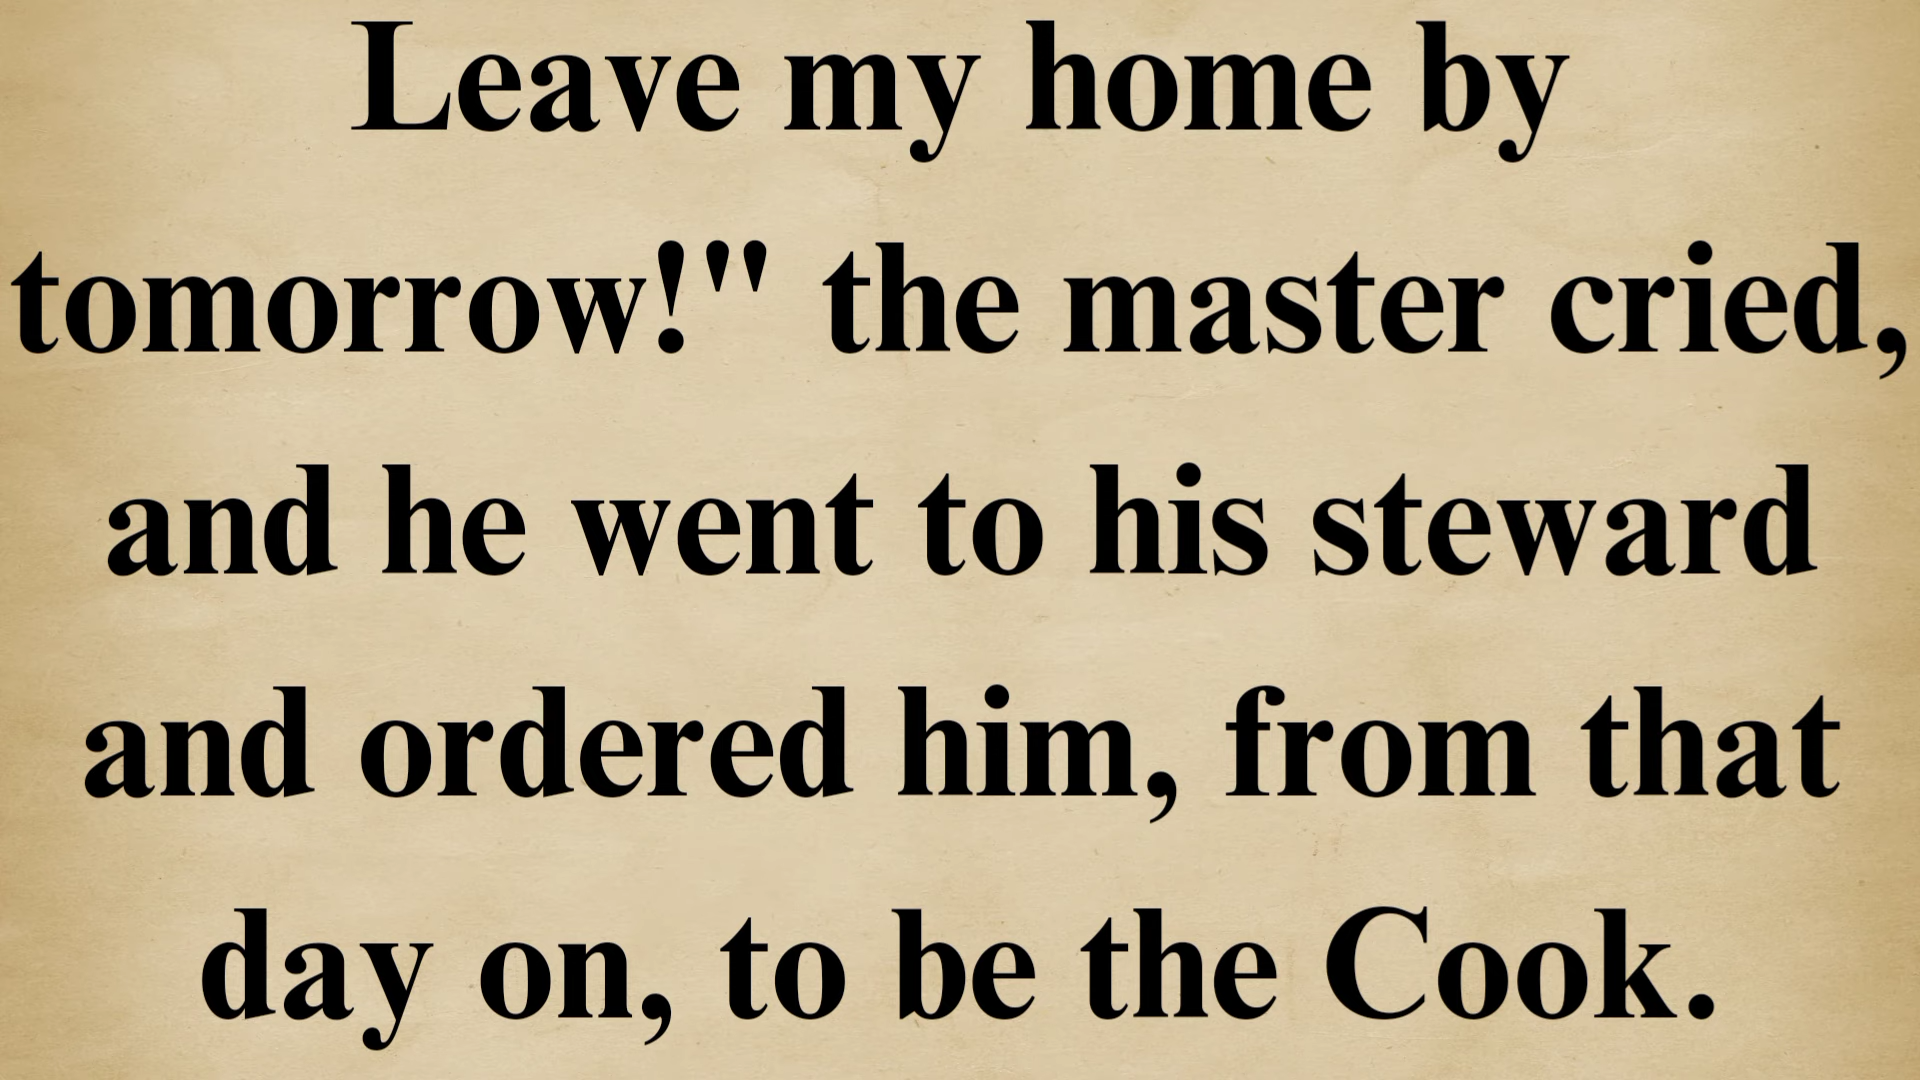 Leave my home by
tomorrow!" the master cried,
and he went to his steward
and ordered him, from that
day on, to be the Cook.